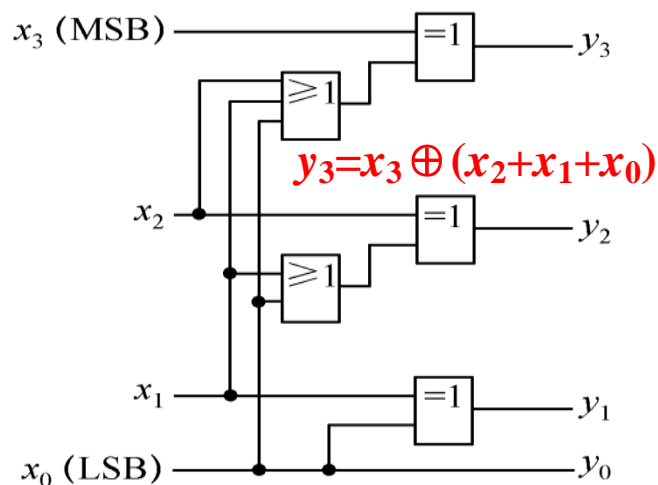 x₃ (MSB) =1 y₃
≥1
y₃=x₃⊕(x₂+x₁+x₀)
x₂ =1 y₂
≥1
x₁ =1 y₁
x₀ (LSB) y₀